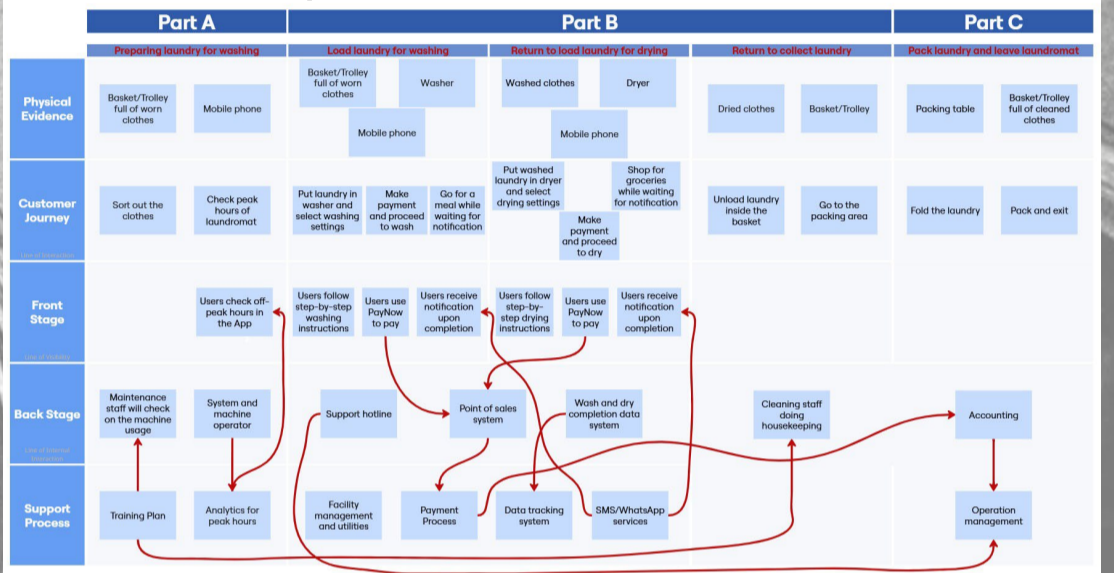 Part A
Part B
Part C
Preparing laundry for washing
Load laundry for washing
Return to load laundry for drying
Return to collect laundry
Pack laundry and leave laundromat
Physical
Evidence
Basket/Trolley
full of worn
clothes
Mobile phone
Basket/Trolley
full of worn
clothes
Washer
Mobile phone
Washed clothes
Dryer
Mobile phone
Dried clothes
Basket/Trolley
Packing table
Basket/Trolley
full of cleaned
clothes
Customer
Journey
Sort out the
clothes
Check peak
hours of
laundromat
Put laundry in
washer and
select washing
settings
Make
payment
and proceed
to wash
Go for a
meal while
waiting for
notification
Put washed
laundry in dryer
and select
drying settings
Make
payment
and proceed
to dry
Shop for
groceries
while waiting
for notification
Unload laundry
inside the
basket
Go to the
packing area
Fold the laundry
Pack and exit
Line of Interaction
Front
Stage
Users check off-
peak hours in
the App
Users follow
step-by-step
washing
instructions
Users use
PayNow
to pay
Users receive
notification
upon
completion
Users follow
step-by-
step drying
instructions
Users use
PayNow
to pay
Users receive
notification
upon
completion
Line of Visibility
Back Stage
Maintenance
staff will check
on the machine
usage
System and
machine
operator
Support hotline
Point of sales
system
Wash and dry
completion data
system
Cleaning staff
doing
housekeeping
Accounting
Line of Internal
Interaction
Support
Process
Training Plan
Analytics for
peak hours
Facility
management
and utilities
Payment
Process
Data tracking
system
SMS/WhatsApp
services
Operation
management